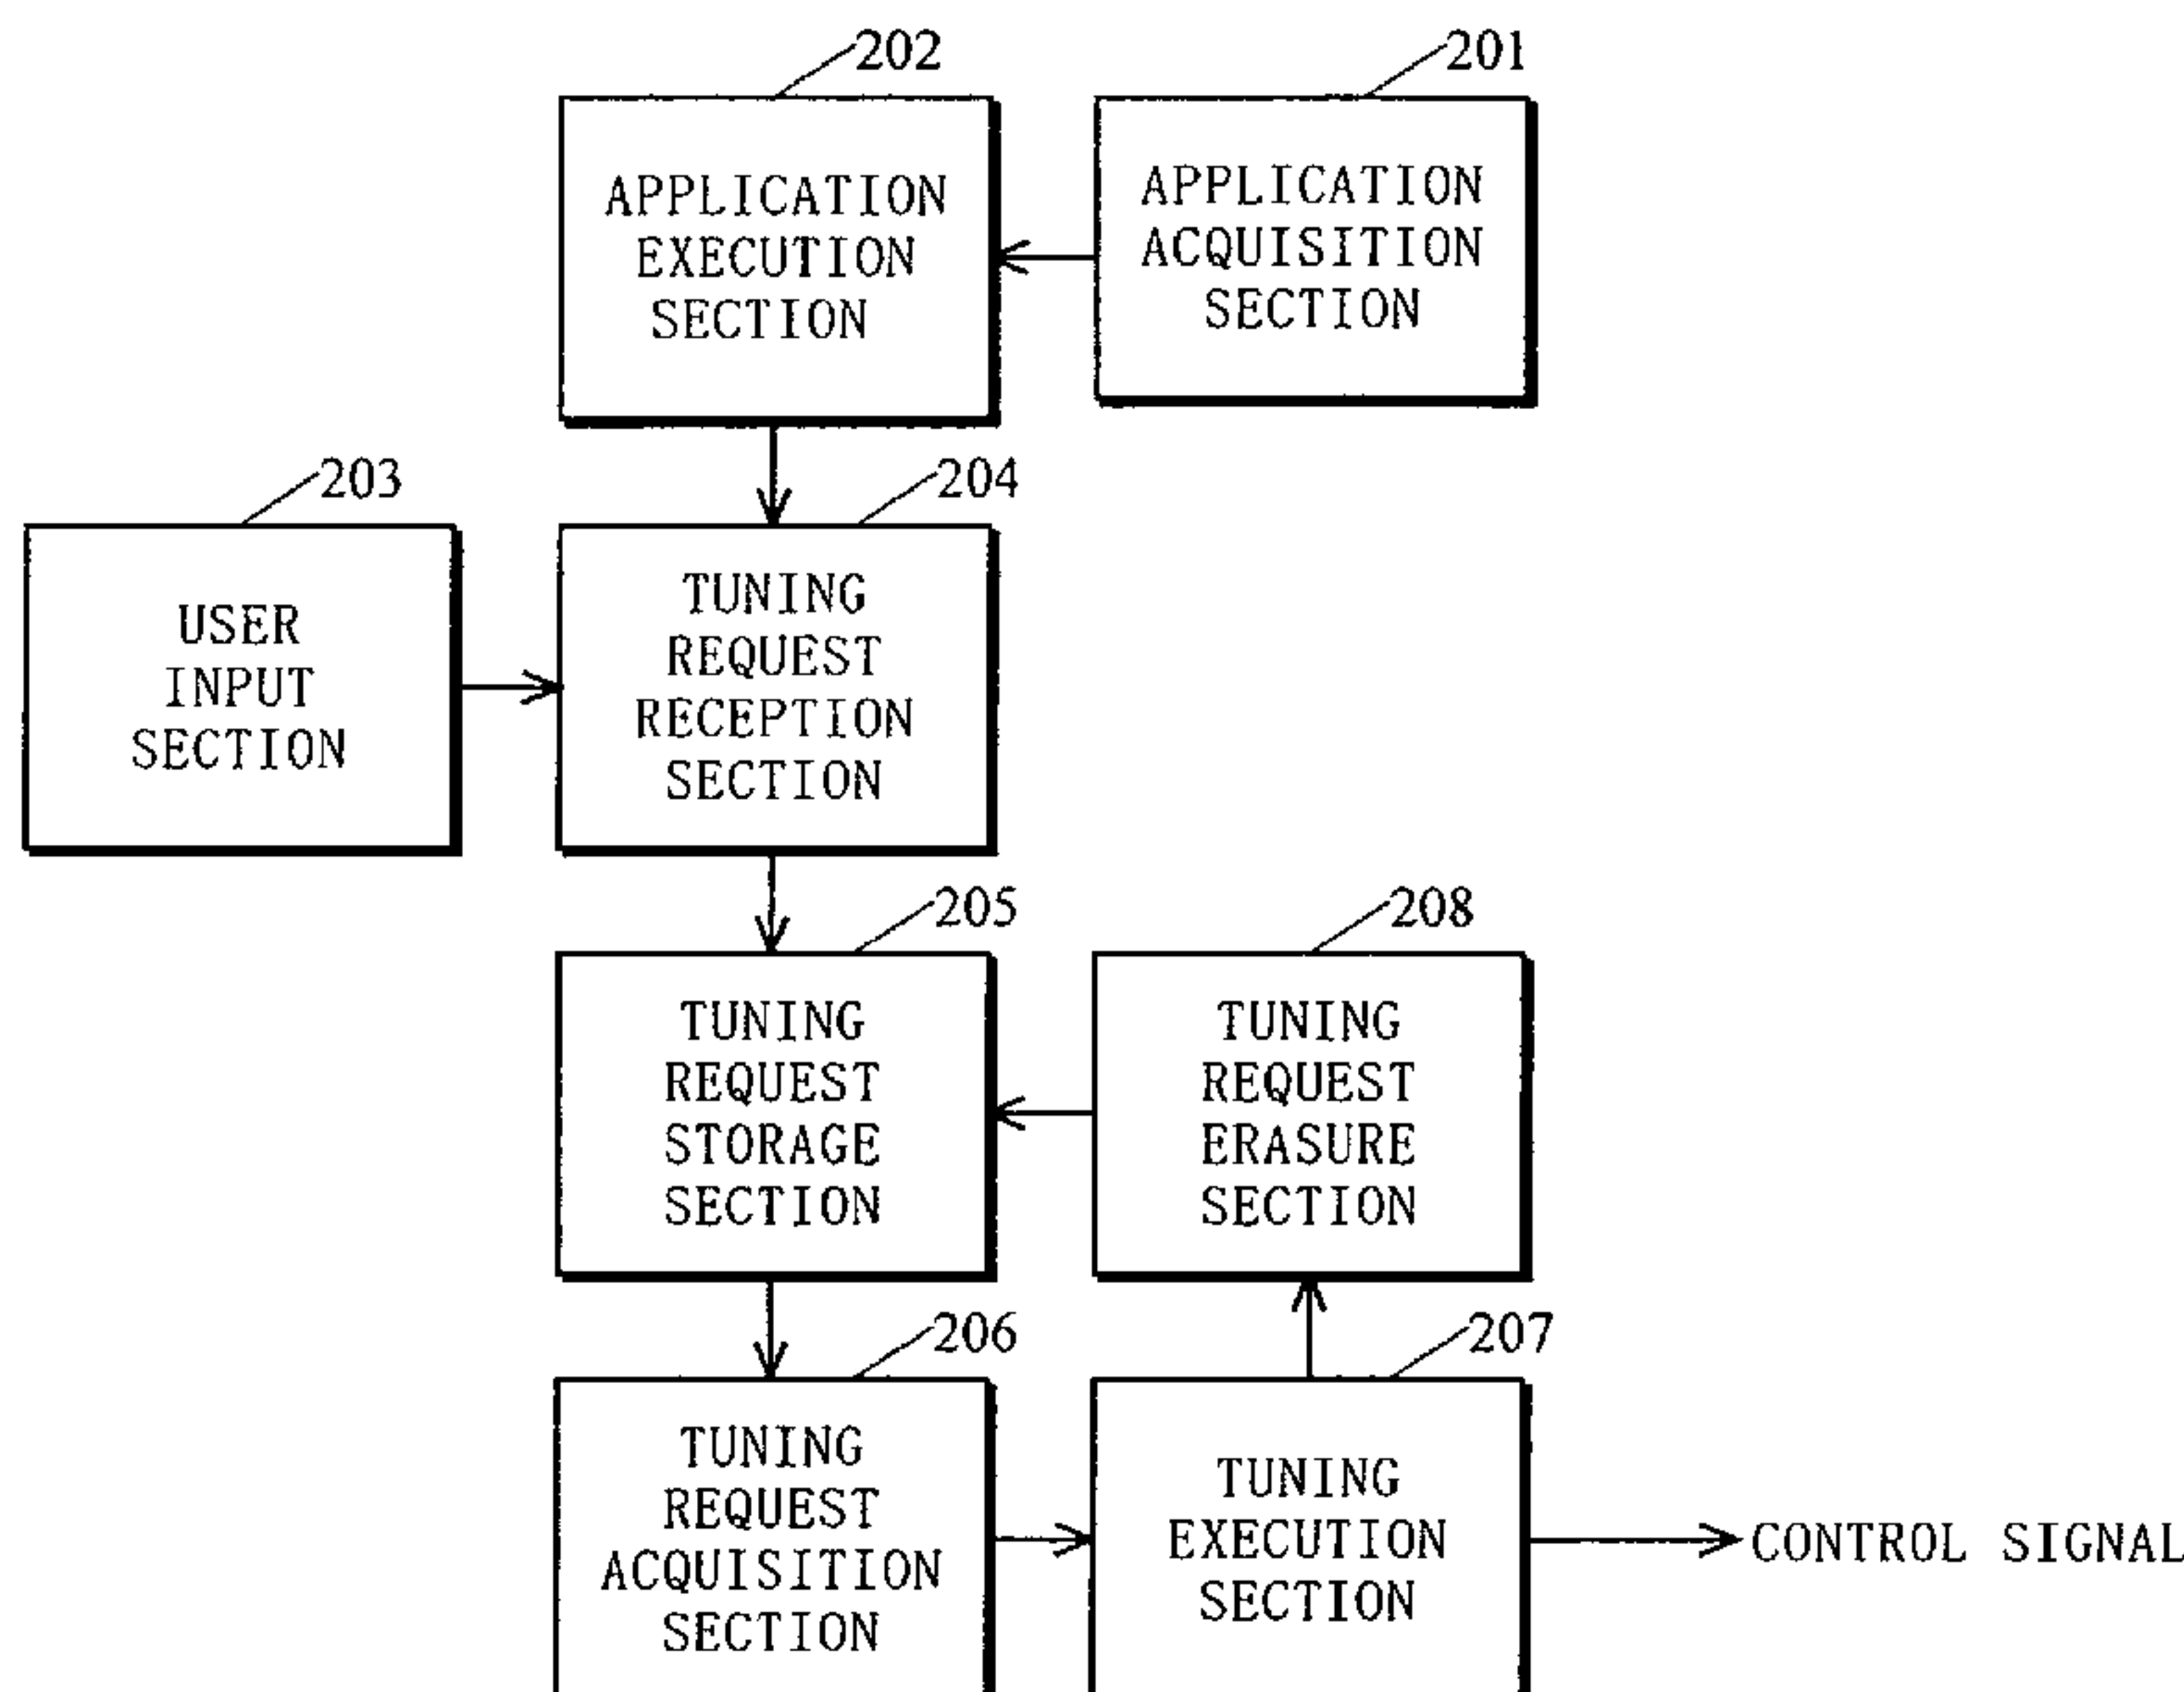 202
201
APPLICATION
EXECUTION
SECTION
APPLICATION
ACQUISITION
SECTION
203
204
USER
INPUT
SECTION
TUNING
REQUEST
RECEPTION
SECTION
205
208
TUNING
REQUEST
STORAGE
SECTION
TUNING
REQUEST
ERASURE
SECTION
206
207
TUNING
REQUEST
ACQUISITION
SECTION
TUNING
EXECUTION
SECTION
CONTROL SIGNAL